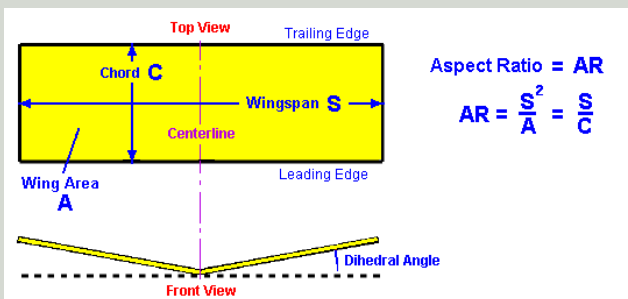 Top View
Trailing Edge
Chord C
Wingspan S
Centerline
Leading Edge
Wing Area
A
Aspect Ratio = AR
AR = S² / A = S / C
Dihedral Angle
Front View